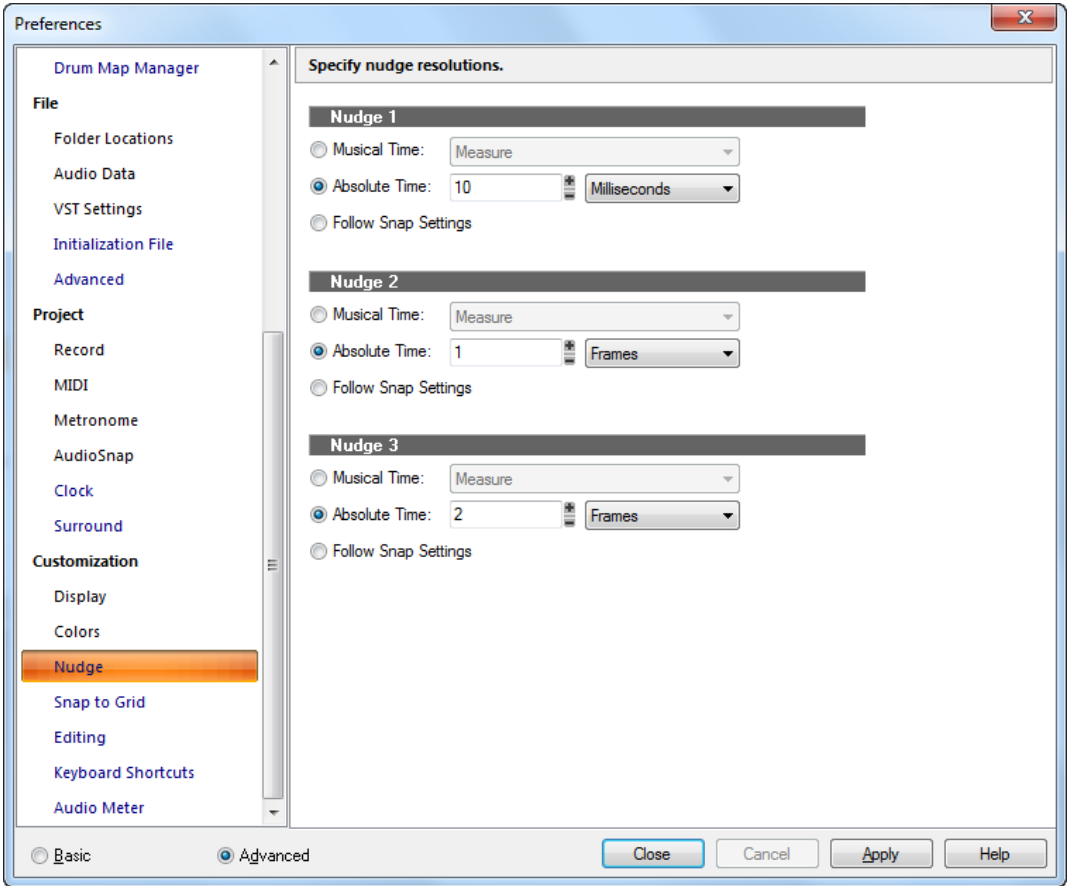 Preferences
Drum Map Manager
File
Folder Locations
Audio Data
VST Settings
Initialization File
Advanced
Project
Record
MIDI
Metronome
AudioSnap
Clock
Surround
Customization
Display
Colors
Nudge
Snap to Grid
Editing
Keyboard Shortcuts
Audio Meter
Specify nudge resolutions.
Nudge 1
Musical Time: Measure
Absolute Time: 10 Milliseconds
Follow Snap Settings
Nudge 2
Musical Time: Measure
Absolute Time: 1 Frames
Follow Snap Settings
Nudge 3
Musical Time: Measure
Absolute Time: 2 Frames
Follow Snap Settings
Basic Advanced Close Cancel Apply Help